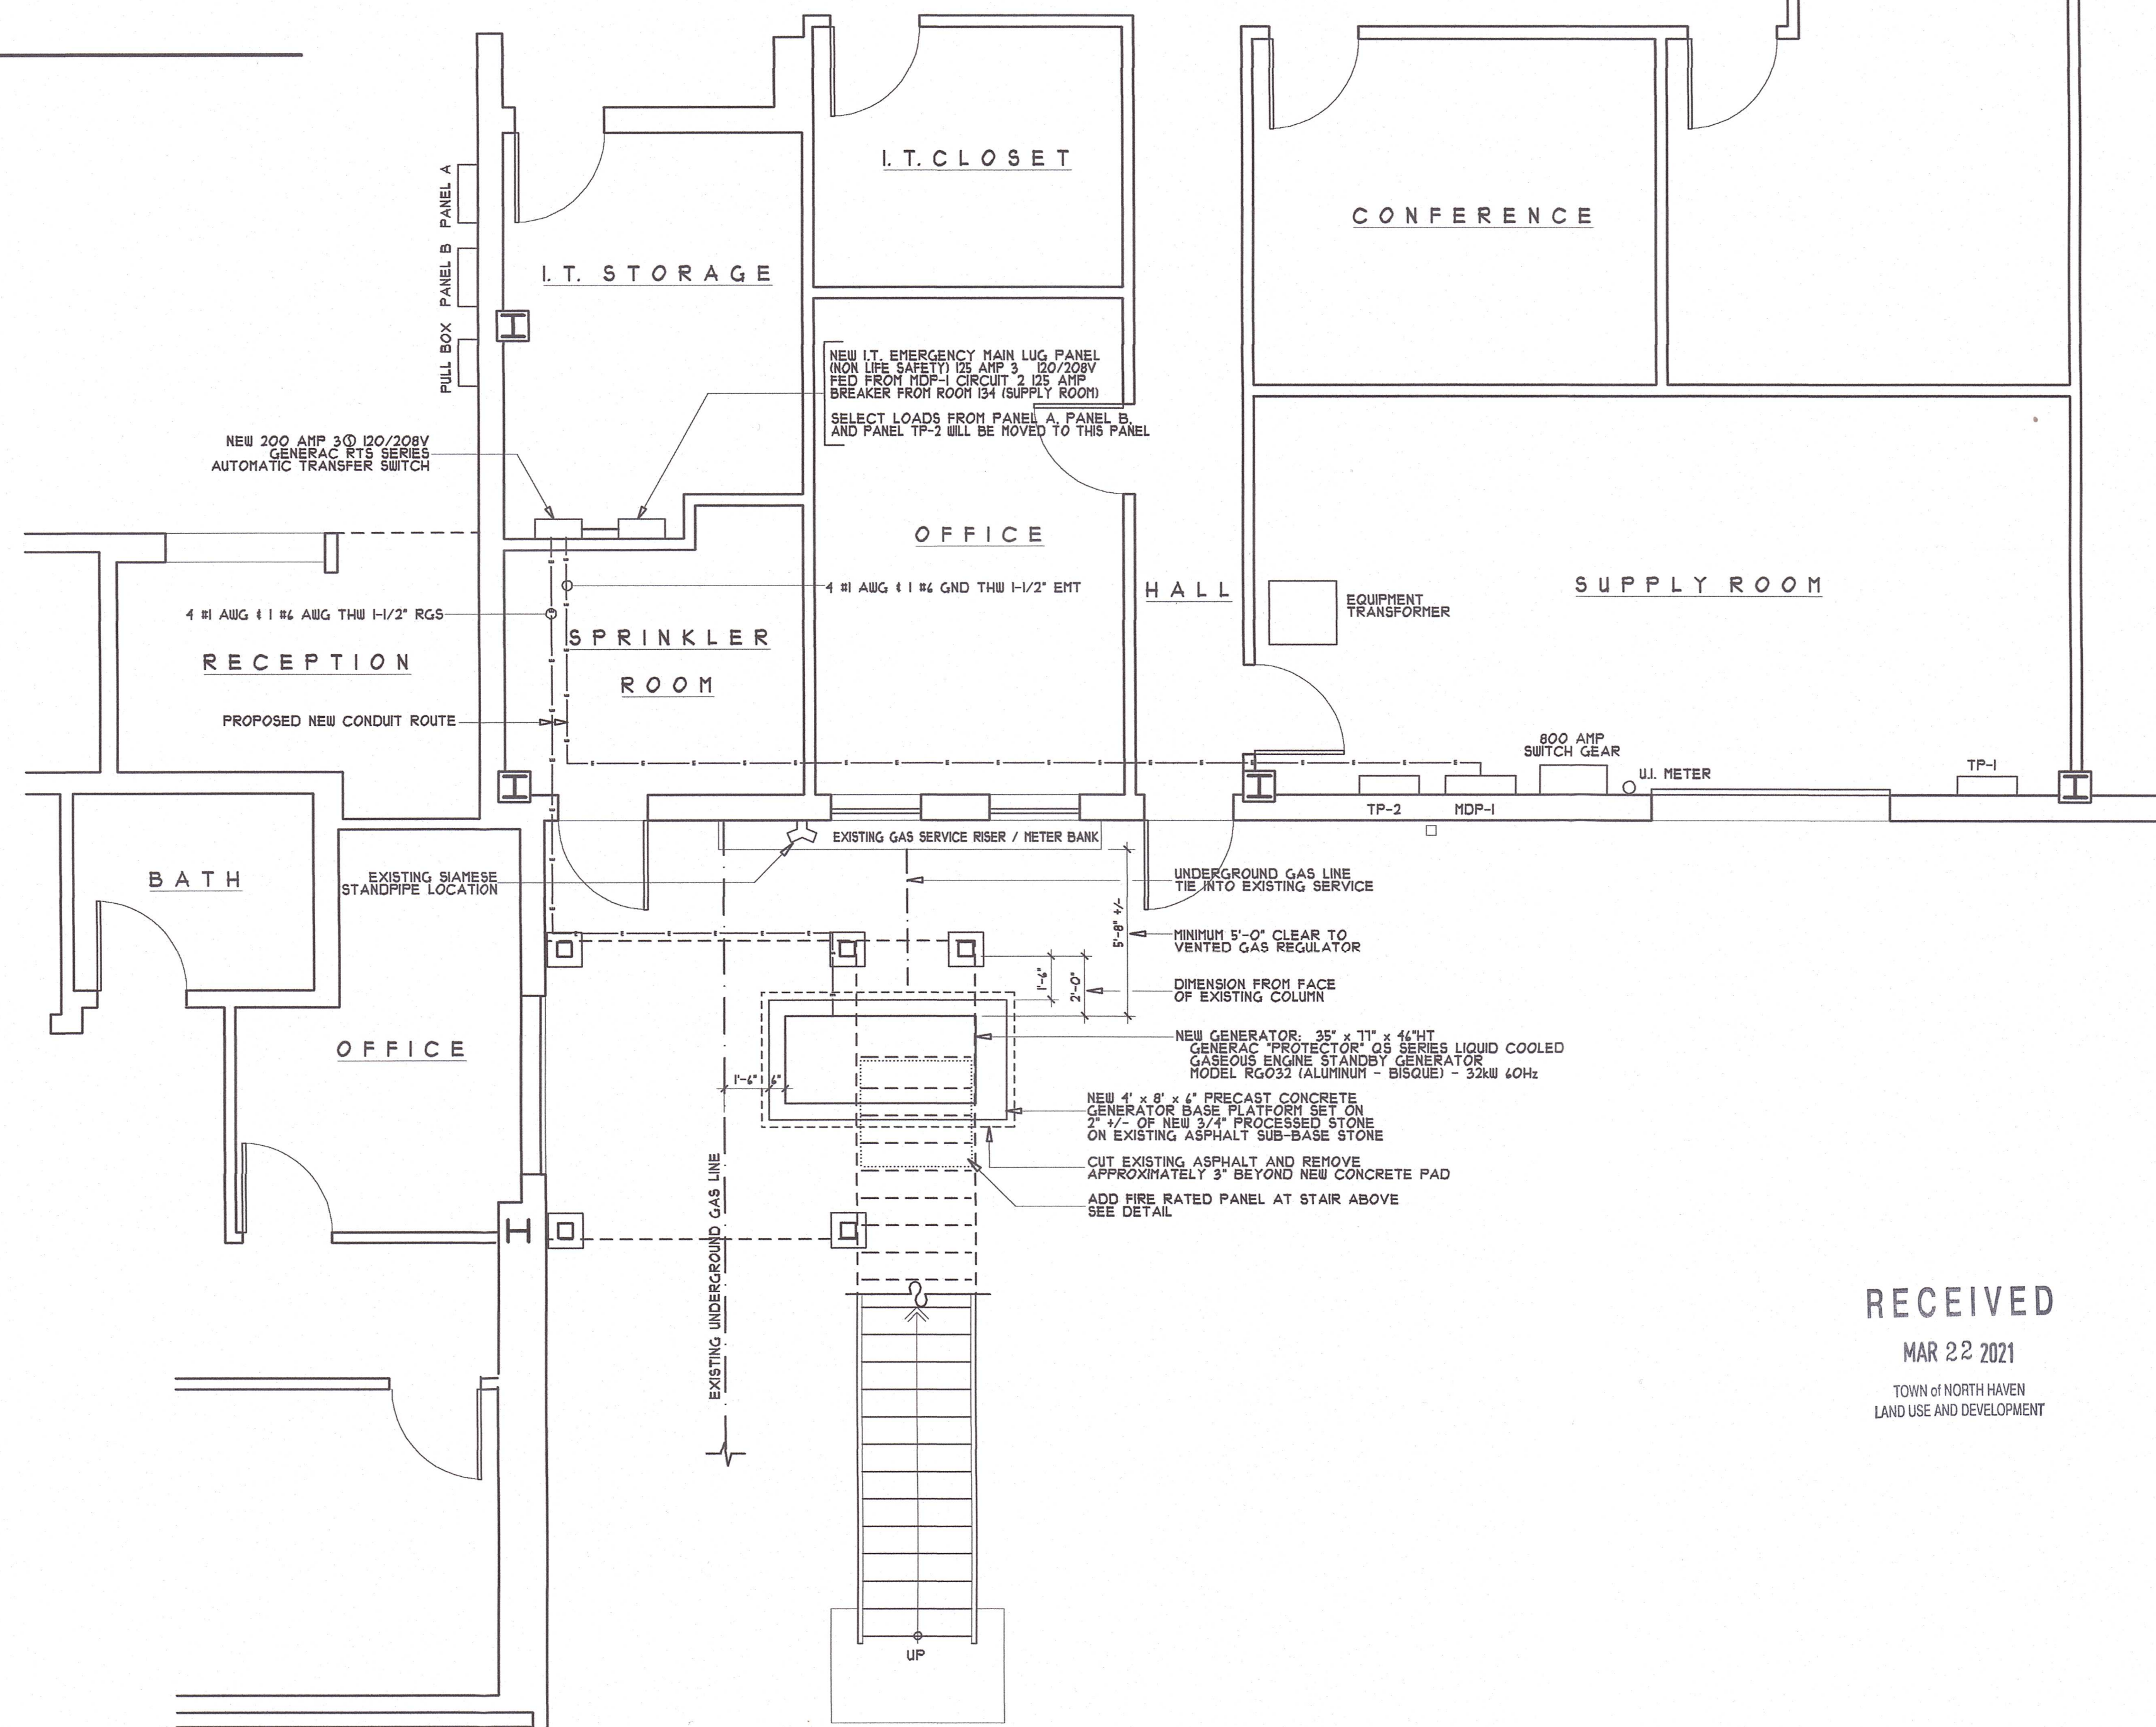 I.T. CLOSET
PANEL A
CONFERENCE
PANEL B
I.T. STORAGE
PULL BOX
NEW I.T. EMERGENCY MAIN LUG PANEL
(NON LIFE SAFETY) 125 AMP 3 120/208V
FED FROM MDP-1 CIRCUIT 2 125 AMP
BREAKER FROM ROOM 134 (SUPPLY ROOM)
SELECT LOADS FROM PANEL A, PANEL B,
AND PANEL TP-2 WILL BE MOVED TO THIS PANEL
NEW 200 AMP 3Ⓢ 120/208V
GENERAC RTS SERIES
AUTOMATIC TRANSFER SWITCH
OFFICE
4 #1 AWG & 1 #6 GND THW 1-1/2" EMT
HALL
SUPPLY ROOM
EQUIPMENT
TRANSFORMER
4 #1 AWG & 1 #6 AWG THW 1-1/2" RGS
SPRINKLER
ROOM
RECEPTION
PROPOSED NEW CONDUIT ROUTE
800 AMP
SWITCH GEAR
U.I. METER
TP-1
TP-2
MDP-1
EXISTING GAS SERVICE RISER / METER BANK
BATH
EXISTING SIAMESE
STANDPIPE LOCATION
UNDERGROUND GAS LINE
TIE INTO EXISTING SERVICE
5'-8" +/-
MINIMUM 5'-0" CLEAR TO
VENTED GAS REGULATOR
1'-6"
2'-0"
DIMENSION FROM FACE
OF EXISTING COLUMN
OFFICE
NEW GENERATOR: 35" x 77" x 46"HT
GENERAC "PROTECTOR" QS SERIES LIQUID COOLED
GASEOUS ENGINE STANDBY GENERATOR
MODEL RG032 (ALUMINUM - BISQUE) - 32kW 60Hz
1'-6"
6"
NEW 4' x 8' x 6" PRECAST CONCRETE
GENERATOR BASE PLATFORM SET ON
2" +/- OF NEW 3/4" PROCESSED STONE
ON EXISTING ASPHALT SUB-BASE STONE
CUT EXISTING ASPHALT AND REMOVE
APPROXIMATELY 3" BEYOND NEW CONCRETE PAD
ADD FIRE RATED PANEL AT STAIR ABOVE
SEE DETAIL
EXISTING UNDERGROUND GAS LINE
RECEIVED
MAR 22 2021
TOWN of NORTH HAVEN
LAND USE AND DEVELOPMENT
UP